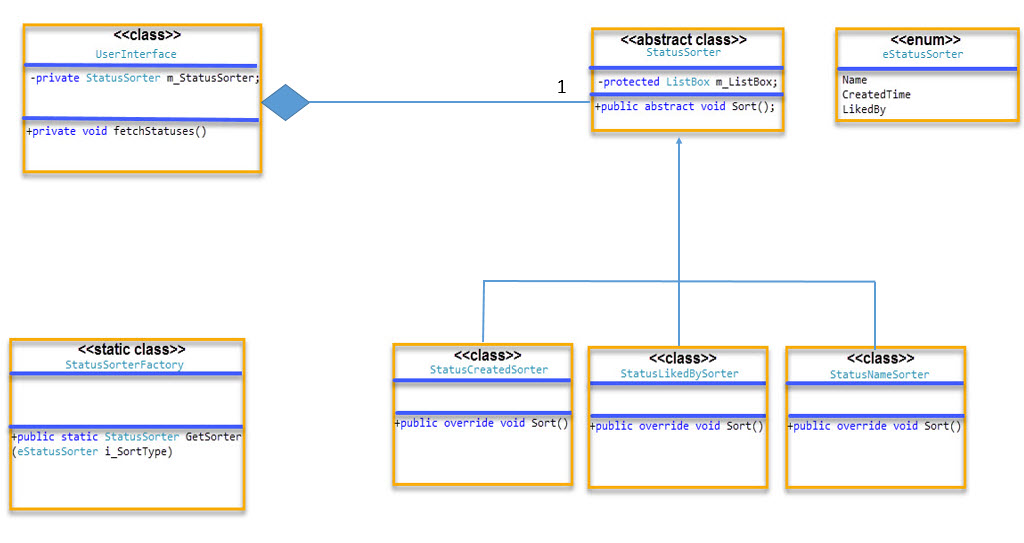 <<class>>
UserInterface
-private StatusSorter m_StatusSorter;
+private void fetchStatuses()
1
<<abstract class>>
StatusSorter
-protected ListBox m_ListBox;
+public abstract void Sort();
<<enum>>
eStatusSorter
Name
CreatedTime
LikedBy
<<static class>>
StatusSorterFactory
+public static StatusSorter GetSorter
(eStatusSorter i_SortType)
<<class>>
StatusCreatedSorter
+public override void Sort()
<<class>>
StatusLikedBySorter
+public override void Sort()
<<class>>
StatusNameSorter
+public override void Sort()